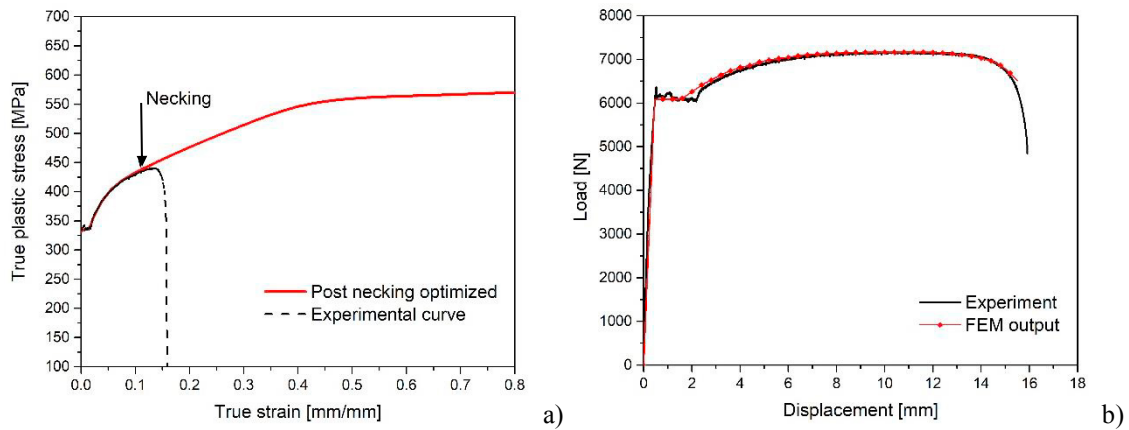 700
650
600
550
500
450
400
350
300
250
200
150
100
True plastic stress [MPa]
Necking
Post necking optimized
Experimental curve
0.0 0.1 0.2 0.3 0.4 0.5 0.6 0.7 0.8
True strain [mm/mm]
a)
8000
7000
6000
5000
4000
3000
2000
1000
0
Load [N]
Experiment
FEM output
0 2 4 6 8 10 12 14 16 18
Displacement [mm]
b)